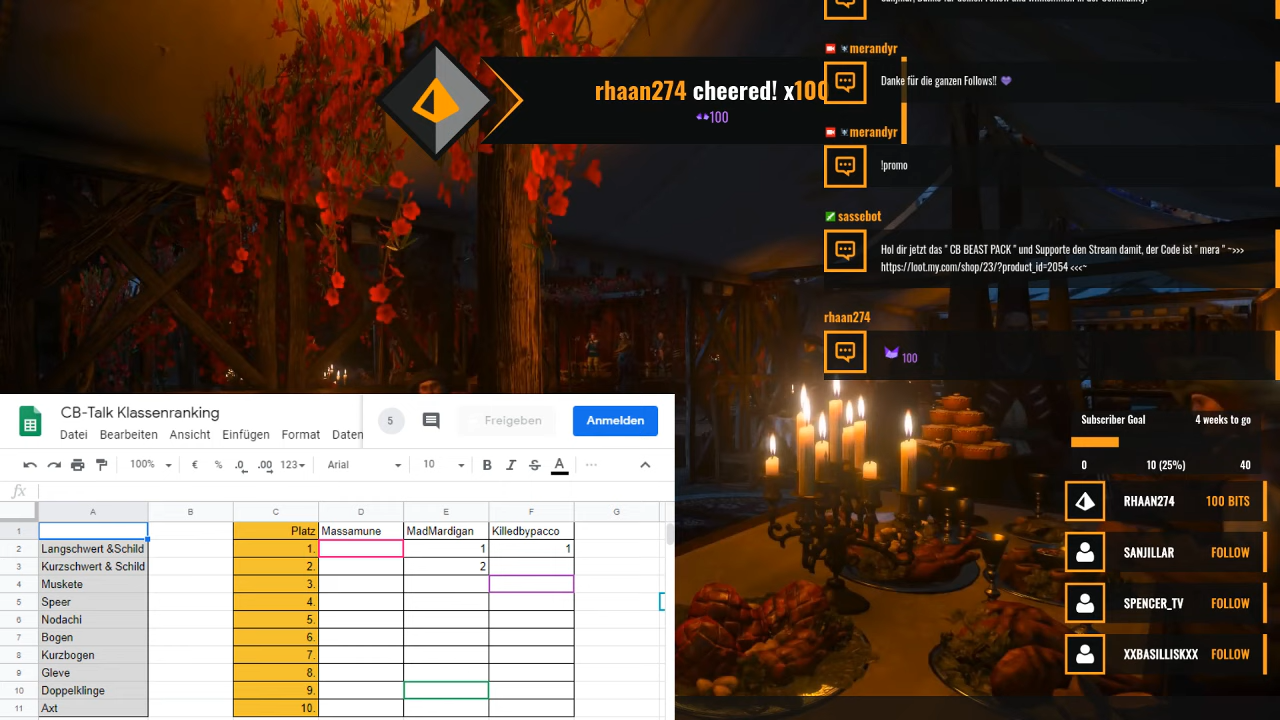 rhaan274 cheered! x100
100
merandyr
Danke für die ganzen Follows!!
merandyr
!promo
sassebot
Hol dir jetzt das " CB BEAST PACK " und Supporte den Stream damit, der Code ist " mera " ~>>>
https://loot.my.com/shop/23/?product_id=2054 <<<~
rhaan274
100
Subscriber Goal 4 weeks to go
0 10 (25%) 40
RHAAN274 100 BITS
SANJILLAR FOLLOW
SPENCER_TV FOLLOW
XXBASILLISKXX FOLLOW
CB-Talk Klassenranking
5 Freigeben Anmelden
Datei Bearbeiten Ansicht Einfügen Format Daten
100% € % .0 .00 123 Arial 10 B I S A
fx
A B C D E F G
1 Platz Massamune MadMardigan Killedbypacco
2 Langschwert &Schild 1. 1 1
3 Kurzschwert & Schild 2. 2
4 Muskete 3.
5 Speer 4.
6 Nodachi 5.
7 Bogen 6.
8 Kurzbogen 7.
9 Gleve 8.
10 Doppelklinge 9.
11 Axt 10.